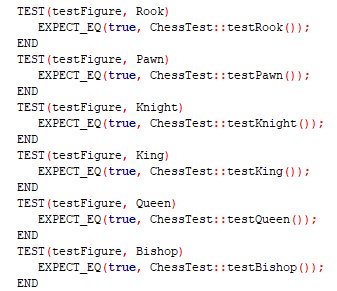 TEST(testFigure, Rook)
   EXPECT_EQ(true, ChessTest::testRook());
END
TEST(testFigure, Pawn)
   EXPECT_EQ(true, ChessTest::testPawn());
END
TEST(testFigure, Knight)
   EXPECT_EQ(true, ChessTest::testKnight());
END
TEST(testFigure, King)
   EXPECT_EQ(true, ChessTest::testKing());
END
TEST(testFigure, Queen)
   EXPECT_EQ(true, ChessTest::testQueen());
END
TEST(testFigure, Bishop)
   EXPECT_EQ(true, ChessTest::testBishop());
END